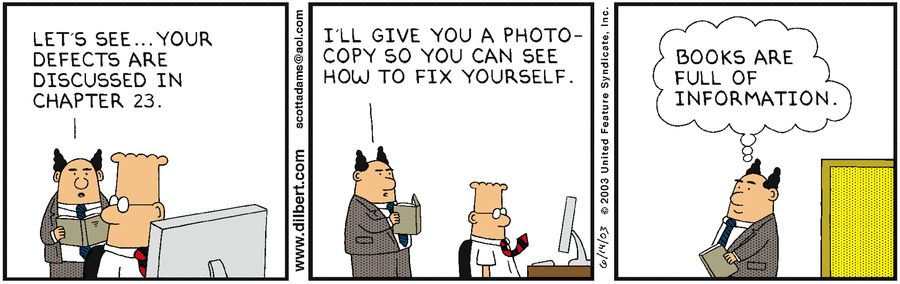 LET'S SEE...YOUR
DEFECTS ARE
DISCUSSED IN
CHAPTER 23.
www.dilbert.com
scottadams@aol.com
I'LL GIVE YOU A PHOTO-
COPY SO YOU CAN SEE
HOW TO FIX YOURSELF.
6/14/03 © 2003 United Feature Syndicate, Inc.
BOOKS ARE
FULL OF
INFORMATION.